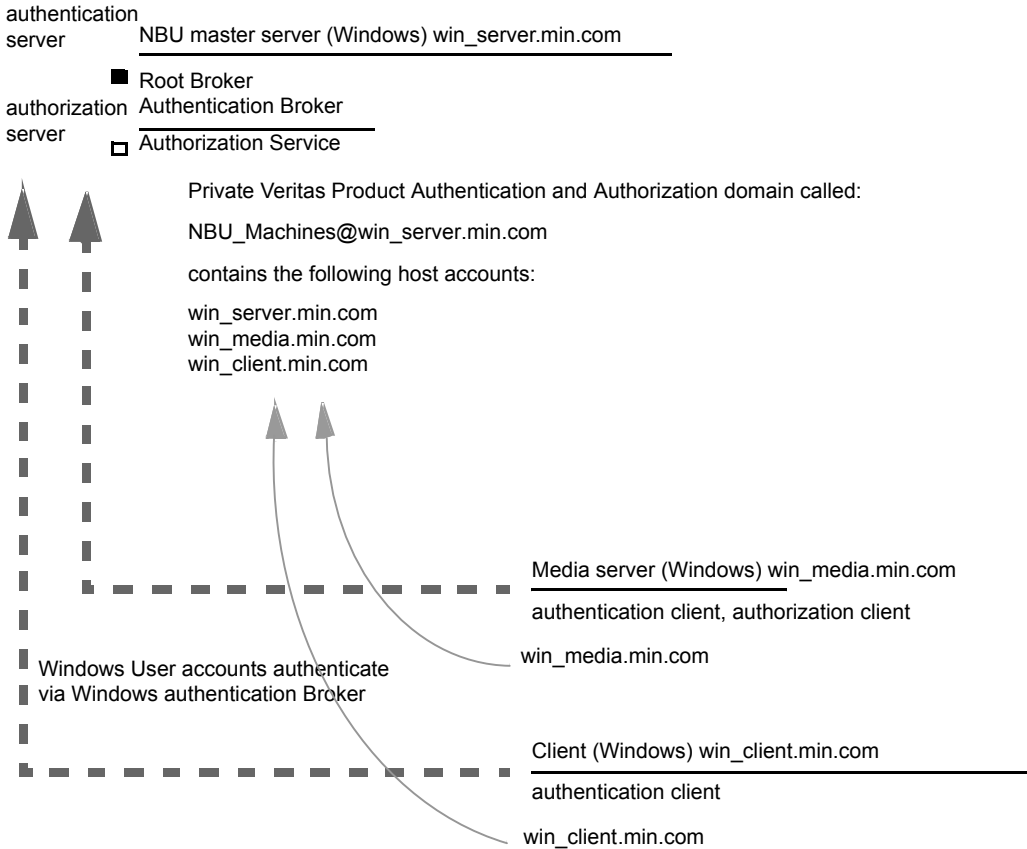 authentication
server
NBU master server (Windows) win_server.min.com
Root Broker
Authentication Broker
authorization
server
Authorization Service
Private Veritas Product Authentication and Authorization domain called:
NBU_Machines@win_server.min.com
contains the following host accounts:
win_server.min.com
win_media.min.com
win_client.min.com
Media server (Windows) win_media.min.com
authentication client, authorization client
win_media.min.com
Windows User accounts authenticate
via Windows authentication Broker
Client (Windows) win_client.min.com
authentication client
win_client.min.com